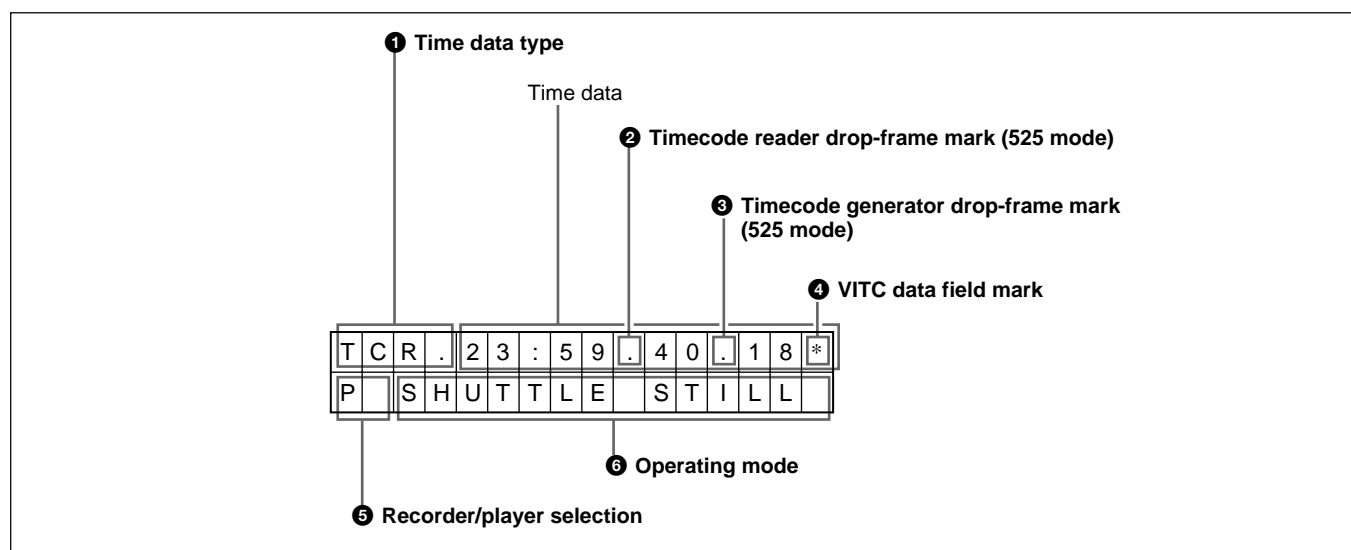 ❶ Time data type
Time data
❷ Timecode reader drop-frame mark (525 mode)
❸ Timecode generator drop-frame mark
(525 mode)
❹ VITC data field mark
TCR.23:59.40.18*
P SHUTTLE STILL
❻ Operating mode
❺ Recorder/player selection